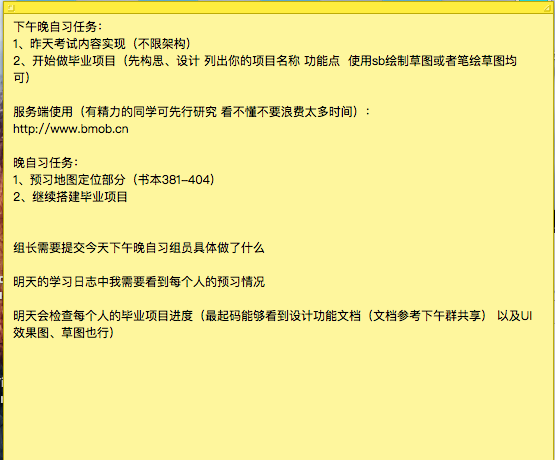 下午晚自习任务：
1、昨天考试内容实现（不限架构）
2、开始做毕业项目（先构思、设计 列出你的项目名称 功能点  使用sb绘制草图或者笔绘草图均
可）
服务端使用（有精力的同学可先行研究 看不懂不要浪费太多时间）：
http://www.bmob.cn
晚自习任务：
1、预习地图定位部分（书本381-404）
2、继续搭建毕业项目
组长需要提交今天下午晚自习组员具体做了什么
明天的学习日志中我需要看到每个人的预习情况
明天会检查每个人的毕业项目进度（最起码能够看到设计功能文档（文档参考下午群共享） 以及UI
效果图、草图也行）